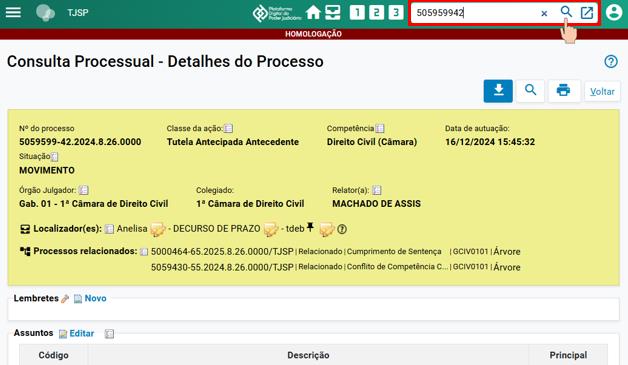 TJSP
Plataforma
Digital do
Poder Judiciário
1 2 3
505959942
HOMOLOGAÇÃO
Consulta Processual - Detalhes do Processo
Voltar
Nº do processo Classe da ação: Competência Data de autuação:
5059599-42.2024.8.26.0000 Tutela Antecipada Antecedente Direito Civil (Câmara) 16/12/2024 15:45:32
Situação
MOVIMENTO
Órgão Julgador: Colegiado: Relator(a):
Gab. 01 - 1ª Câmara de Direito Civil 1ª Câmara de Direito Civil MACHADO DE ASSIS
Localizador(es): Anelisa - DECURSO DE PRAZO - tdeb
Processos relacionados: 5000464-65.2025.8.26.0000/TJSP | Relacionado | Cumprimento de Sentença | GCIV0101 | Árvore
5059430-55.2024.8.26.0000/TJSP | Relacionado | Conflito de Competência C... | GCIV0101 | Árvore
Lembretes Novo
Assuntos Editar
Código Descrição Principal